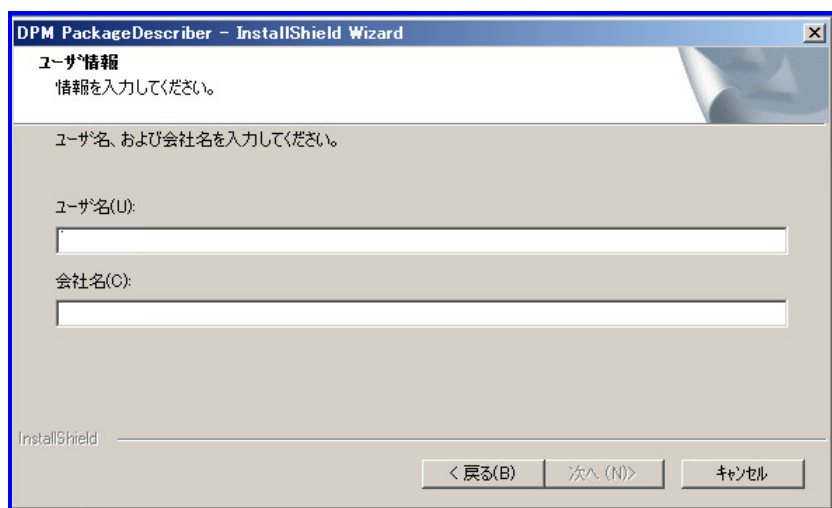 DPM PackageDescriber - InstallShield Wizard
ユーザ情報
情報を入力してください。
ユーザ名、および会社名を入力してください。
ユーザ名(U):
会社名(C):
InstallShield
< 戻る(B)
次へ (N)>
キャンセル